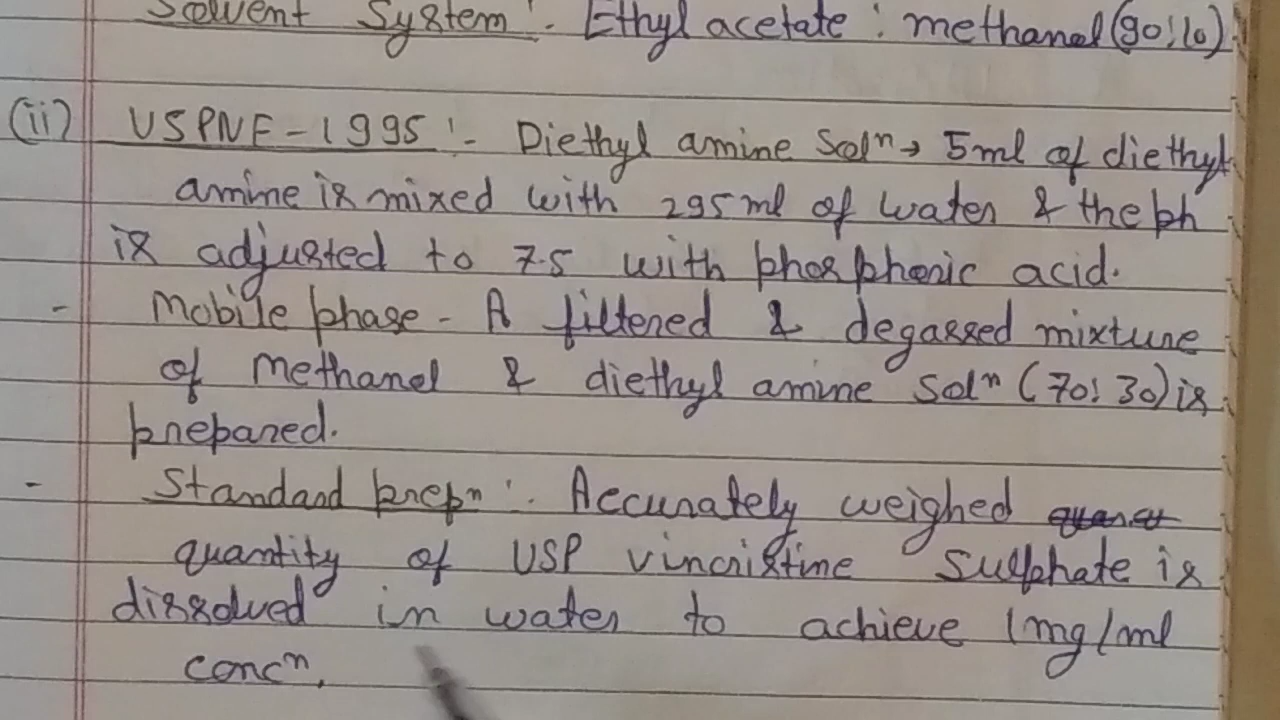 Solvent System :- Ethyl acetate : methanol (90:10)
(ii) USPNF-1995 :- Diethyl amine Solⁿ → 5ml of diethyl
amine is mixed with 295ml of water & the ph
is adjusted to 7.5 with phosphoric acid.
- Mobile phase - A filtered & degassed mixture
of methanol & diethyl amine Solⁿ (70:30) is
prepared.
- Standard prepⁿ :- Accurately weighed
quantity of USP vincristine Sulphate is
dissolved in water to achieve 1mg/ml
concⁿ.